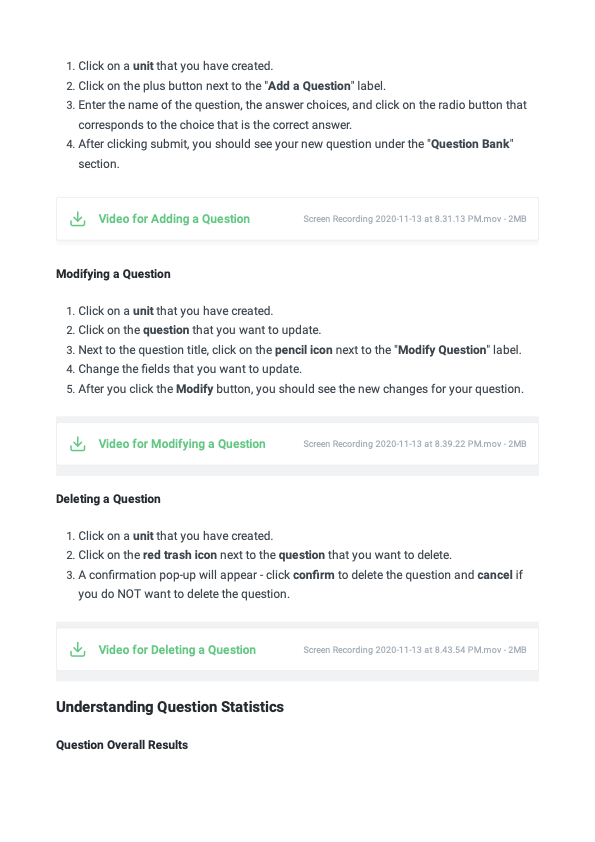 1. Click on a unit that you have created.
2. Click on the plus button next to the "Add a Question" label.
3. Enter the name of the question, the answer choices, and click on the radio button that
corresponds to the choice that is the correct answer.
4. After clicking submit, you should see your new question under the "Question Bank"
section.
Video for Adding a Question Screen Recording 2020-11-13 at 8.31.13 PM.mov - 2MB
Modifying a Question
1. Click on a unit that you have created.
2. Click on the question that you want to update.
3. Next to the question title, click on the pencil icon next to the "Modify Question" label.
4. Change the fields that you want to update.
5. After you click the Modify button, you should see the new changes for your question.
Video for Modifying a Question Screen Recording 2020-11-13 at 8.39.22 PM.mov - 2MB
Deleting a Question
1. Click on a unit that you have created.
2. Click on the red trash icon next to the question that you want to delete.
3. A confirmation pop-up will appear - click confirm to delete the question and cancel if
you do NOT want to delete the question.
Video for Deleting a Question Screen Recording 2020-11-13 at 8.43.54 PM.mov - 2MB
Understanding Question Statistics
Question Overall Results